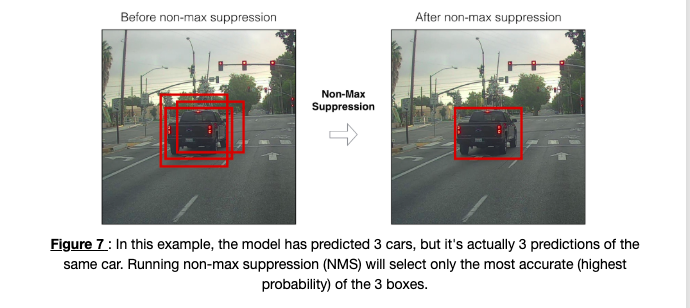 Before non-max suppression
After non-max suppression
Non-Max
Suppression
Figure 7 : In this example, the model has predicted 3 cars, but it's actually 3 predictions of the
same car. Running non-max suppression (NMS) will select only the most accurate (highest
probability) of the 3 boxes.